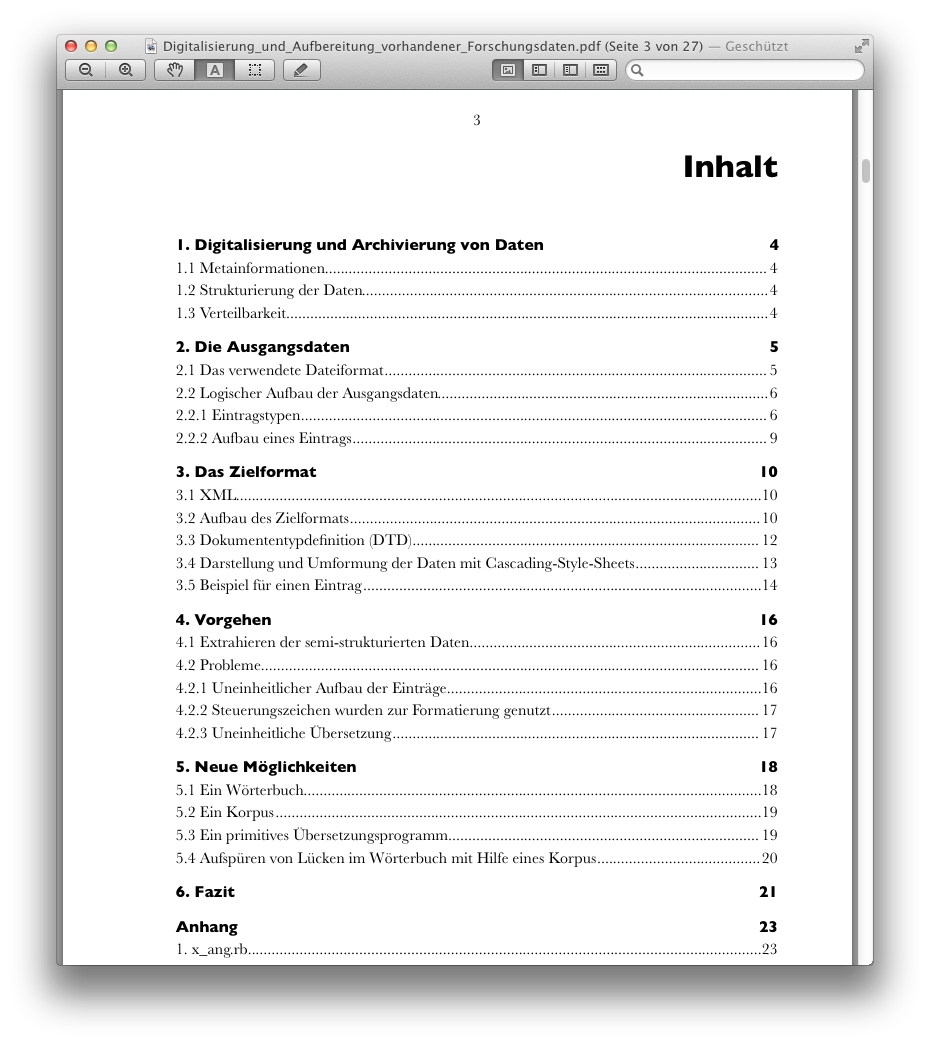 Digitalisierung_und_Aufbereitung_vorhandener_Forschungsdaten.pdf (Seite 3 von 27) — Geschützt
A
3
Inhalt
1. Digitalisierung und Archivierung von Daten 4
1.1 Metainformationen 4
1.2 Strukturierung der Daten 4
1.3 Verteilbarkeit 4
2. Die Ausgangsdaten 5
2.1 Das verwendete Dateiformat 5
2.2 Logischer Aufbau der Ausgangsdaten 6
2.2.1 Eintragstypen 6
2.2.2 Aufbau eines Eintrags 9
3. Das Zielformat 10
3.1 XML 10
3.2 Aufbau des Zielformats 10
3.3 Dokumententypdefinition (DTD) 12
3.4 Darstellung und Umformung der Daten mit Cascading-Style-Sheets 13
3.5 Beispiel für einen Eintrag 14
4. Vorgehen 16
4.1 Extrahieren der semi-strukturierten Daten 16
4.2 Probleme 16
4.2.1 Uneinheitlicher Aufbau der Einträge 16
4.2.2 Steuerungszeichen wurden zur Formatierung genutzt 17
4.2.3 Uneinheitliche Übersetzung 17
5. Neue Möglichkeiten 18
5.1 Ein Wörterbuch 18
5.2 Ein Korpus 19
5.3 Ein primitives Übersetzungsprogramm 19
5.4 Aufspüren von Lücken im Wörterbuch mit Hilfe eines Korpus 20
6. Fazit 21
Anhang 23
1. x_ang.rb 23